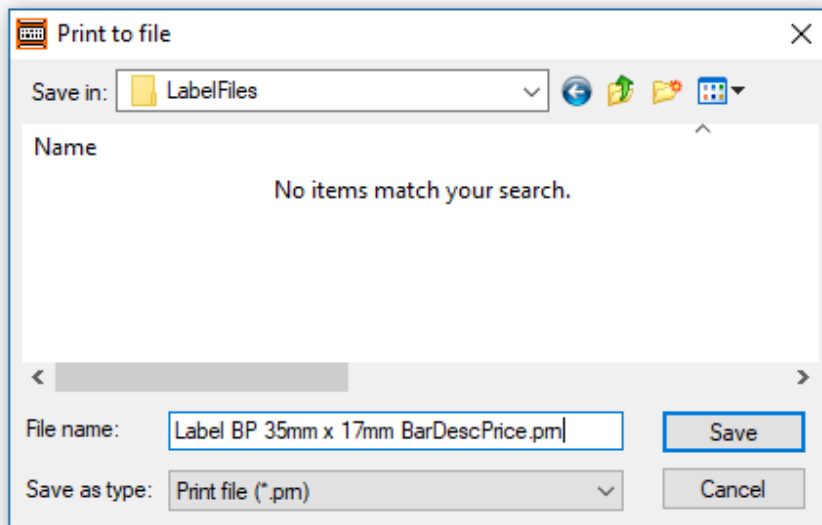 Print to file
Save in: LabelFiles
Name
No items match your search.
File name: Label BP 35mm x 17mm BarDescPrice.prn Save
Save as type: Print file (*.prn) Cancel